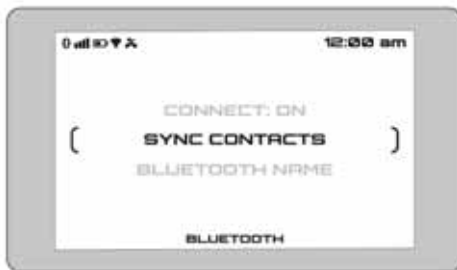 12:00 am
CONNECT: ON
SYNC CONTACTS
BLUETOOTH NAME
BLUETOOTH